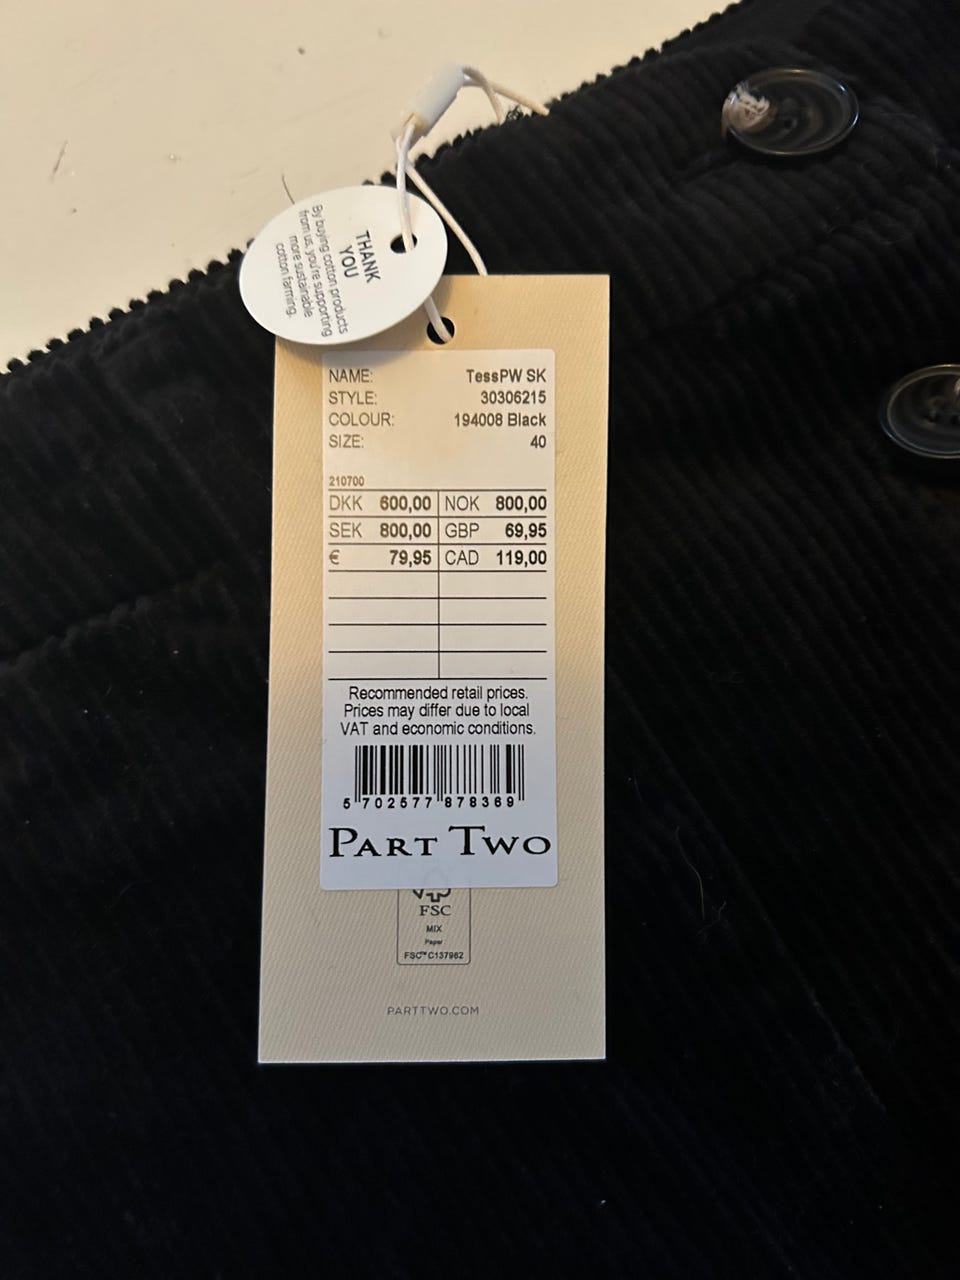 THANK
YOU
By buying cotton products
from us, you're supporting
more sustainable
cotton farming.
NAME: TessPW SK
STYLE: 30306215
COLOUR: 194008 Black
SIZE: 40
210700
DKK 600,00 NOK 800,00
SEK 800,00 GBP 69,95
€ 79,95 CAD 119,00
Recommended retail prices.
Prices may differ due to local
VAT and economic conditions.
5 702577 878369
PART TWO
FSC
MIX
Paper
FSC™ C137962
PARTTWO.COM